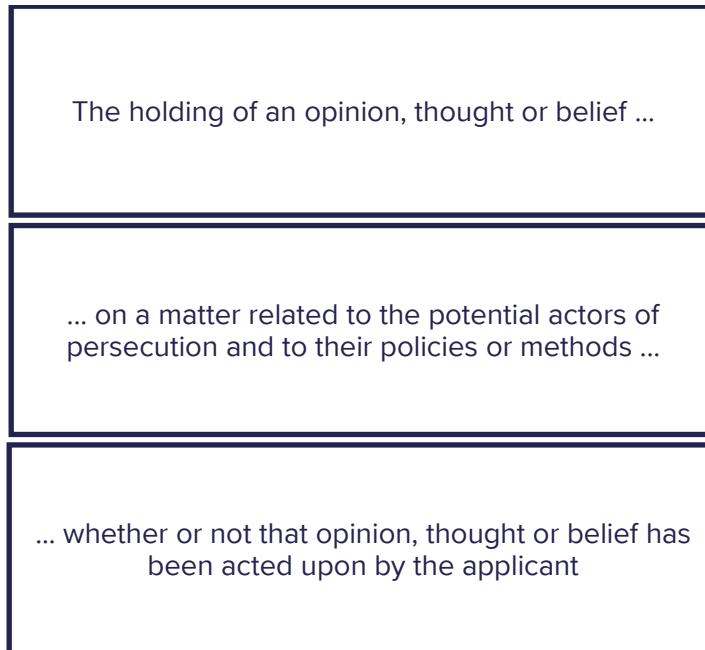 The holding of an opinion, thought or belief ...
... on a matter related to the potential actors of
persecution and to their policies or methods ...
... whether or not that opinion, thought or belief has
been acted upon by the applicant